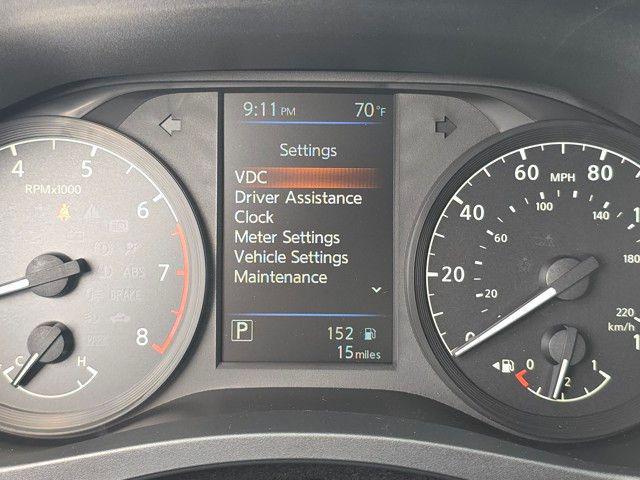 9:11 PM 70°F
Settings
VDC
Driver Assistance
Clock
Meter Settings
Vehicle Settings
Maintenance
P 152
15 miles
4 5 6 7 8
RPMx1000
ABS
BRAKE
C H
0 20 40 60 80
MPH
20 60 100 140 180 220
km/h
0 1/2 1